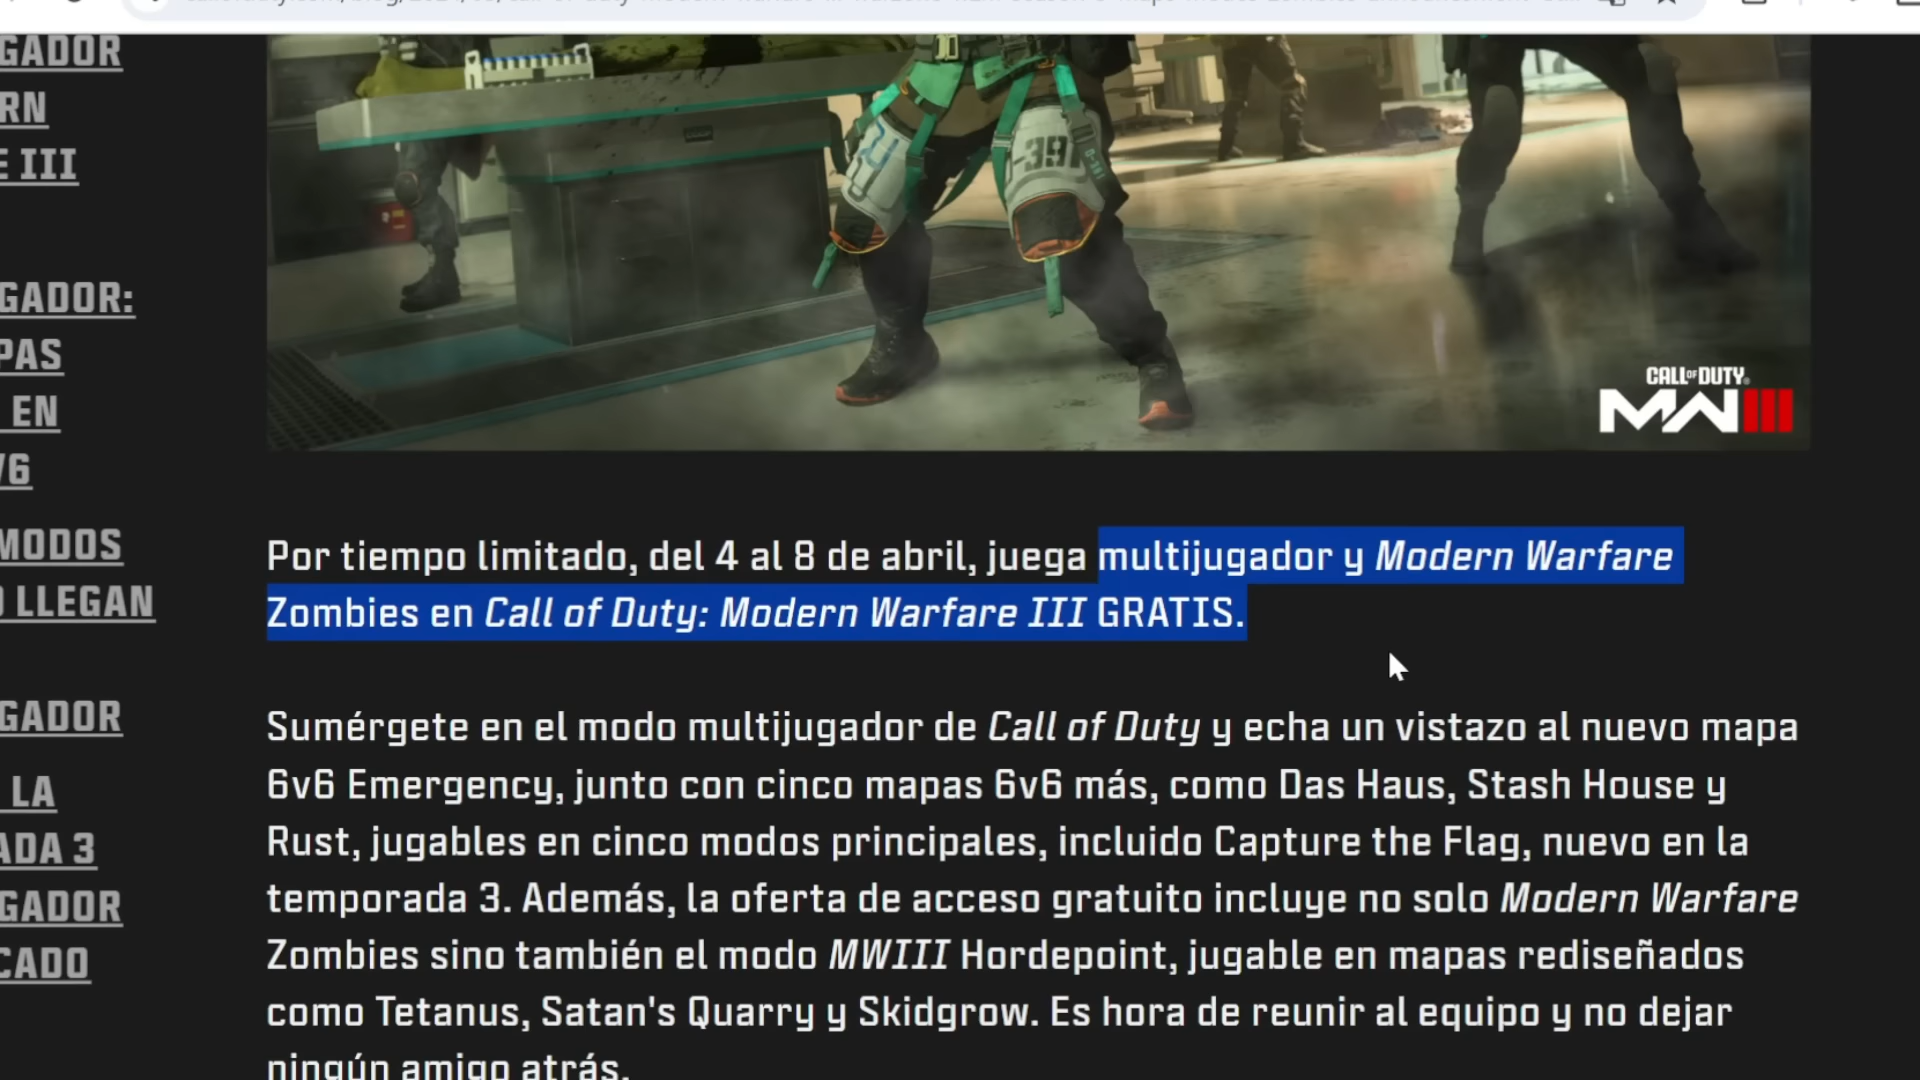 GADOR
RN
E III
GADOR:
PAS
EN
V6
MODOS
O LLEGAN
GADOR
LA
ADA 3
GADOR
CADO
-39
CALL OF DUTY®
MWIII
Por tiempo limitado, del 4 al 8 de abril, juega multijugador y Modern Warfare
Zombies en Call of Duty: Modern Warfare III GRATIS.
Sumérgete en el modo multijugador de Call of Duty y echa un vistazo al nuevo mapa
6v6 Emergency, junto con cinco mapas 6v6 más, como Das Haus, Stash House y
Rust, jugables en cinco modos principales, incluido Capture the Flag, nuevo en la
temporada 3. Además, la oferta de acceso gratuito incluye no solo Modern Warfare
Zombies sino también el modo MWIII Hordepoint, jugable en mapas rediseñados
como Tetanus, Satan's Quarry y Skidgrow. Es hora de reunir al equipo y no dejar
ningún amigo atrás.